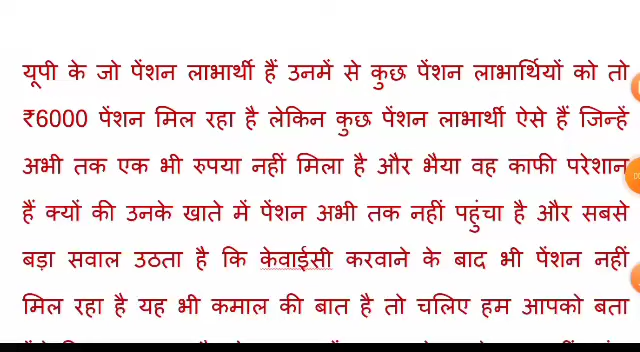 यूपी के जो पेंशन लाभार्थी हैं उनमें से कुछ पेंशन लाभार्थियों को तो
₹6000 पेंशन मिल रहा है लेकिन कुछ पेंशन लाभार्थी ऐसे हैं जिन्हें
अभी तक एक भी रुपया नहीं मिला है और भैया वह काफी परेशान
हैं क्यों की उनके खाते में पेंशन अभी तक नहीं पहुंचा है और सबसे
बड़ा सवाल उठता है कि केवाईसी करवाने के बाद भी पेंशन नहीं
मिल रहा है यह भी कमाल की बात है तो चलिए हम आपको बता